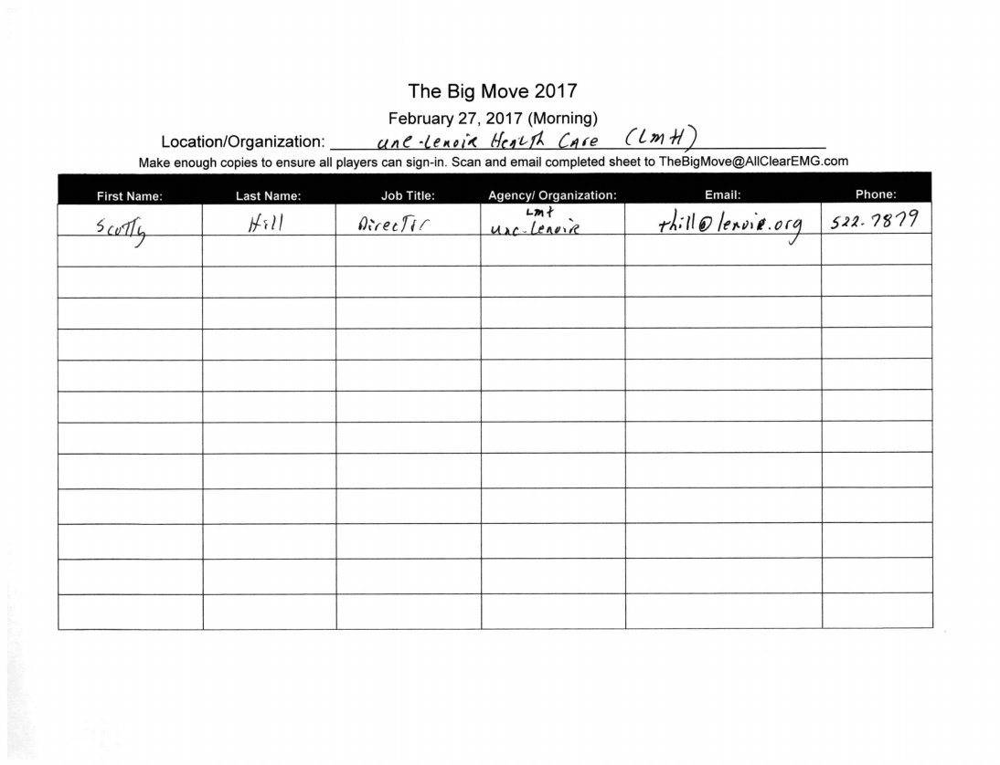 The Big Move 2017
February 27, 2017 (Morning)
Location/Organization: UNC-Lenoir Health Care (LMH)
Make enough copies to ensure all players can sign-in. Scan and email completed sheet to TheBigMove@AllClearEMG.com
First Name: Last Name: Job Title: Agency/ Organization: Email: Phone:
Scotty Hill Director LMH UNC-Lenoir thill@lenoir.org 522-7879